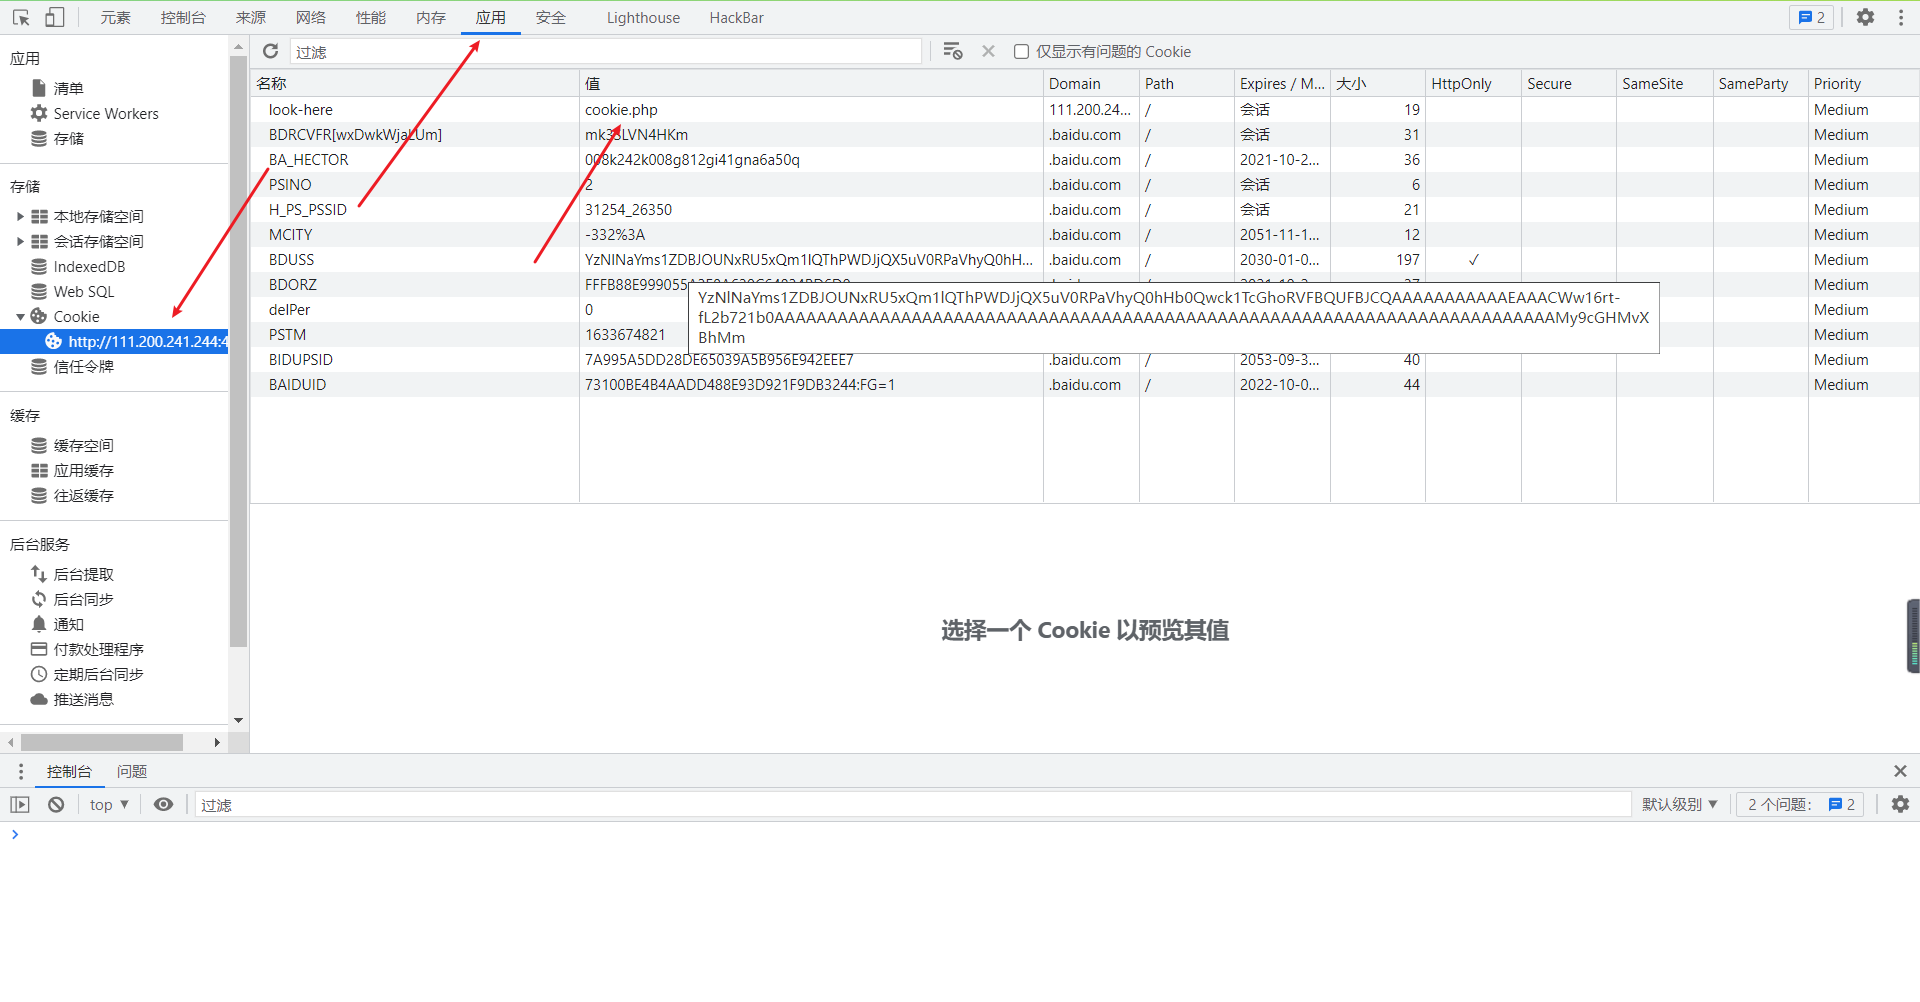 元素 控制台 来源 网络 性能 内存 应用 安全 Lighthouse HackBar 2
应用
清单
Service Workers
存储
存储
本地存储空间
会话存储空间
IndexedDB
Web SQL
Cookie
http://111.200.241.244:4
信任令牌
缓存
缓存空间
应用缓存
往返缓存
后台服务
后台提取
后台同步
通知
付款处理程序
定期后台同步
推送消息
过滤 仅显示有问题的 Cookie
名称 值 Domain Path Expires / M... 大小 HttpOnly Secure SameSite SameParty Priority
look-here cookie.php 111.200.24... / 会话 19 Medium
BDRCVFR[wxDwkWjaLUm] mk3SLVN4HKm .baidu.com / 会话 31 Medium
BA_HECTOR 008k242k008g812gi41gna6a50q .baidu.com / 2021-10-2... 36 Medium
PSINO 2 .baidu.com / 会话 6 Medium
H_PS_PSSID 31254_26350 .baidu.com / 会话 21 Medium
MCITY -332%3A .baidu.com / 2051-11-1... 12 Medium
BDUSS YzNlNaYms1ZDBJOUNxRU5xQm1lQThPWDJjQX5uV0RPaVhyQ0hH... .baidu.com / 2030-01-0... 197 ✓ Medium
BDORZ Medium
delPer 0 Medium
PSTM 1633674821 Medium
YzNlNaYms1ZDBJOUNxRU5xQm1lQThPWDJjQX5uV0RPaVhyQ0hHb0Qwck1TcGhoRVFBQUFBJCQAAAAAAAAAAAEAAACWw16rt-
fL2b721b0AAAAAAAAAAAAAAAAAAAAAAAAAAAAAAAAAAAAAAAAAAAAAAAAAAAAAAAAAAAAAAAAAAAAAAAAAAMy9cGHMvX
BhMm
BIDUPSID 7A995A5DD28DE65039A5B956E942EEE7 .baidu.com / 2053-09-3... 40 Medium
BAIDUID 73100BE4B4AADD488E93D921F9DB3244:FG=1 .baidu.com / 2022-10-0... 44 Medium
选择一个 Cookie 以预览其值
控制台 问题
top 过滤 默认级别 2 个问题: 2